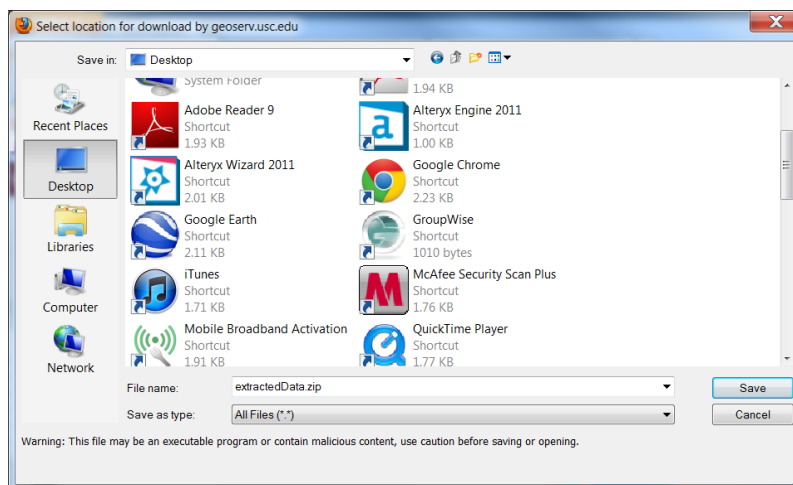 Select location for download by geoserv.usc.edu
X
Save in: Desktop
System Folder
1.94 KB
Recent Places
Adobe Reader 9
Shortcut
1.93 KB
Alteryx Engine 2011
Shortcut
1.00 KB
a
Desktop
Alteryx Wizard 2011
Shortcut
2.01 KB
Google Chrome
Shortcut
2.23 KB
Libraries
Google Earth
Shortcut
2.11 KB
GroupWise
Shortcut
1010 bytes
Computer
iTunes
Shortcut
1.71 KB
M
McAfee Security Scan Plus
Shortcut
1.76 KB
Network
Mobile Broadband Activation
Shortcut
1.91 KB
QuickTime Player
Shortcut
1.77 KB
File name: extractedData.zip
Save
Save as type: All Files (*.*)
Cancel
Warning: This file may be an executable program or contain malicious content, use caution before saving or opening.